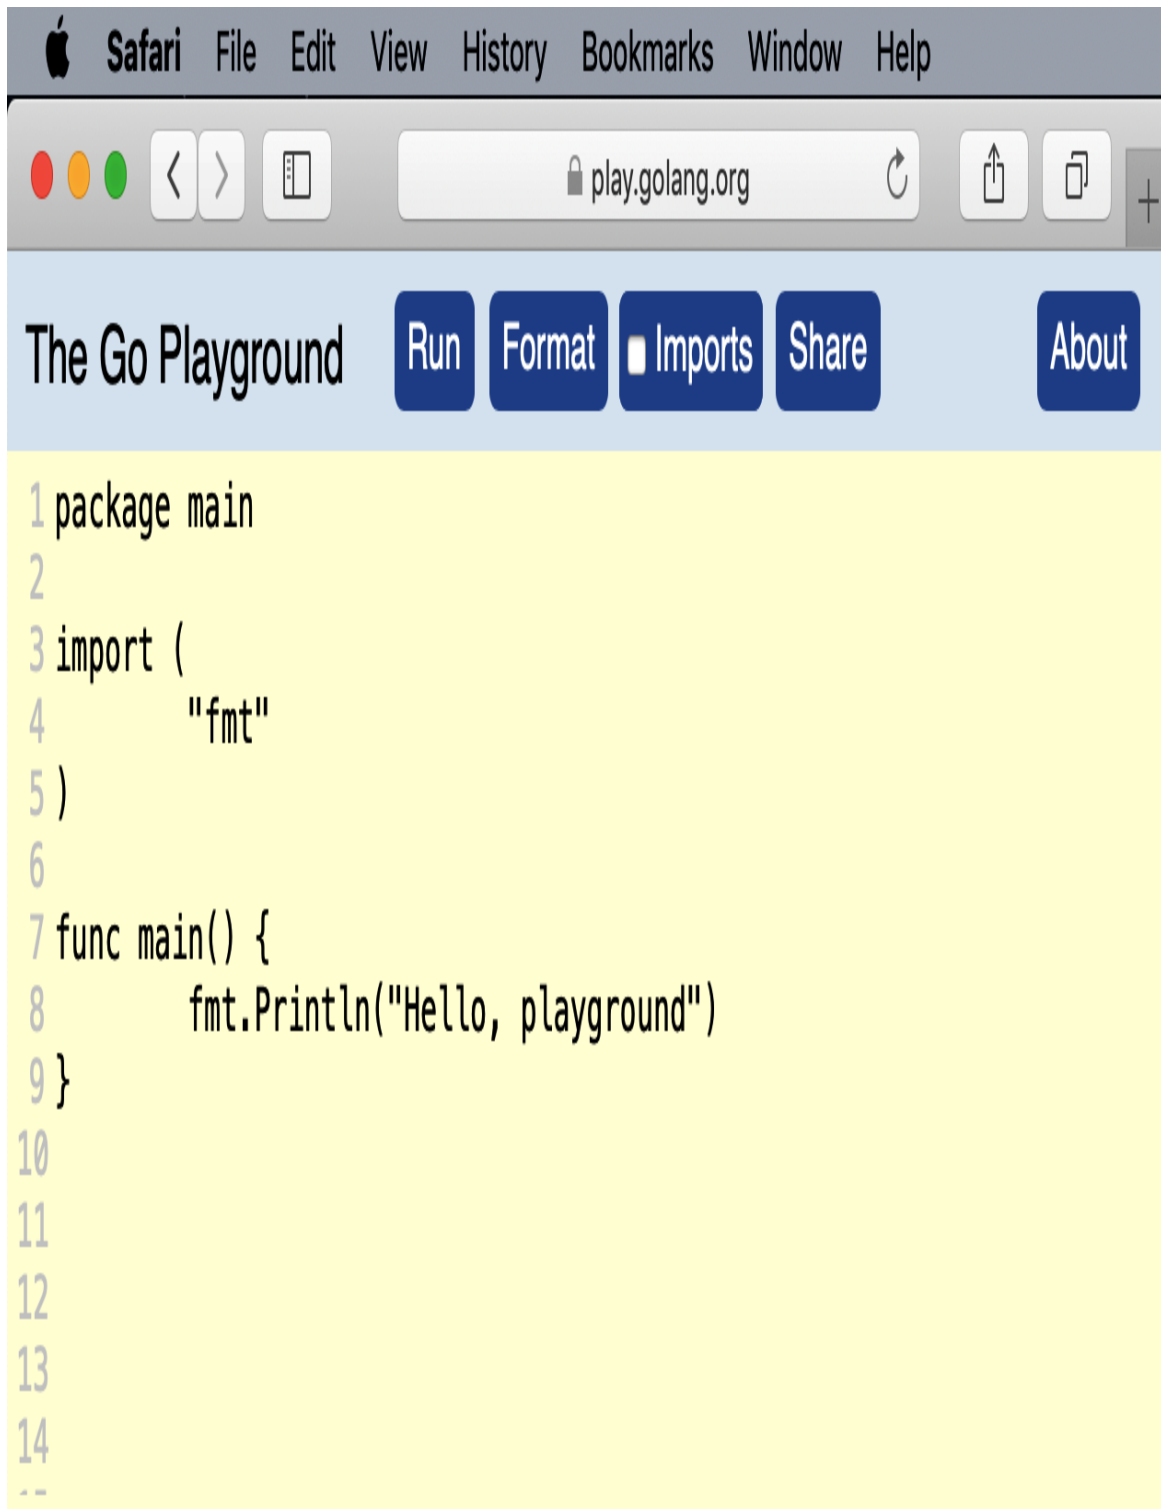 Safari File Edit View History Bookmarks Window Help
play.golang.org
The Go Playground Run Format Imports Share About
1 package main
2
3 import (
4 "fmt"
5 )
6
7 func main() {
8 fmt.Println("Hello, playground")
9 }
10
11
12
13
14